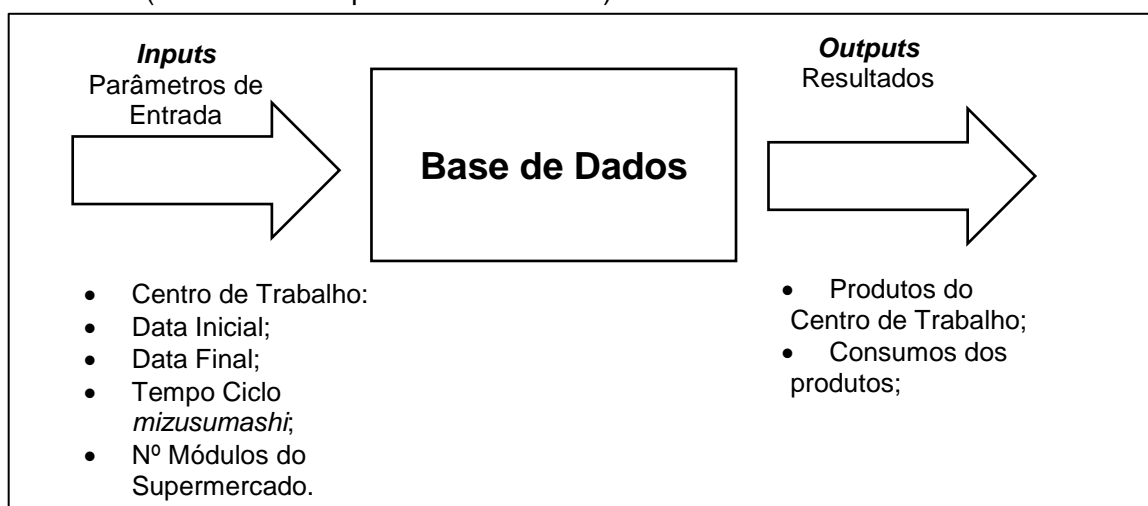 Inputs
Parâmetros de
Entrada
Base de Dados
Outputs
Resultados
• Centro de Trabalho:
• Data Inicial;
• Data Final;
• Tempo Ciclo
mizusumashi;
• Nº Módulos do
Supermercado.
• Produtos do
Centro de Trabalho;
• Consumos dos
produtos;